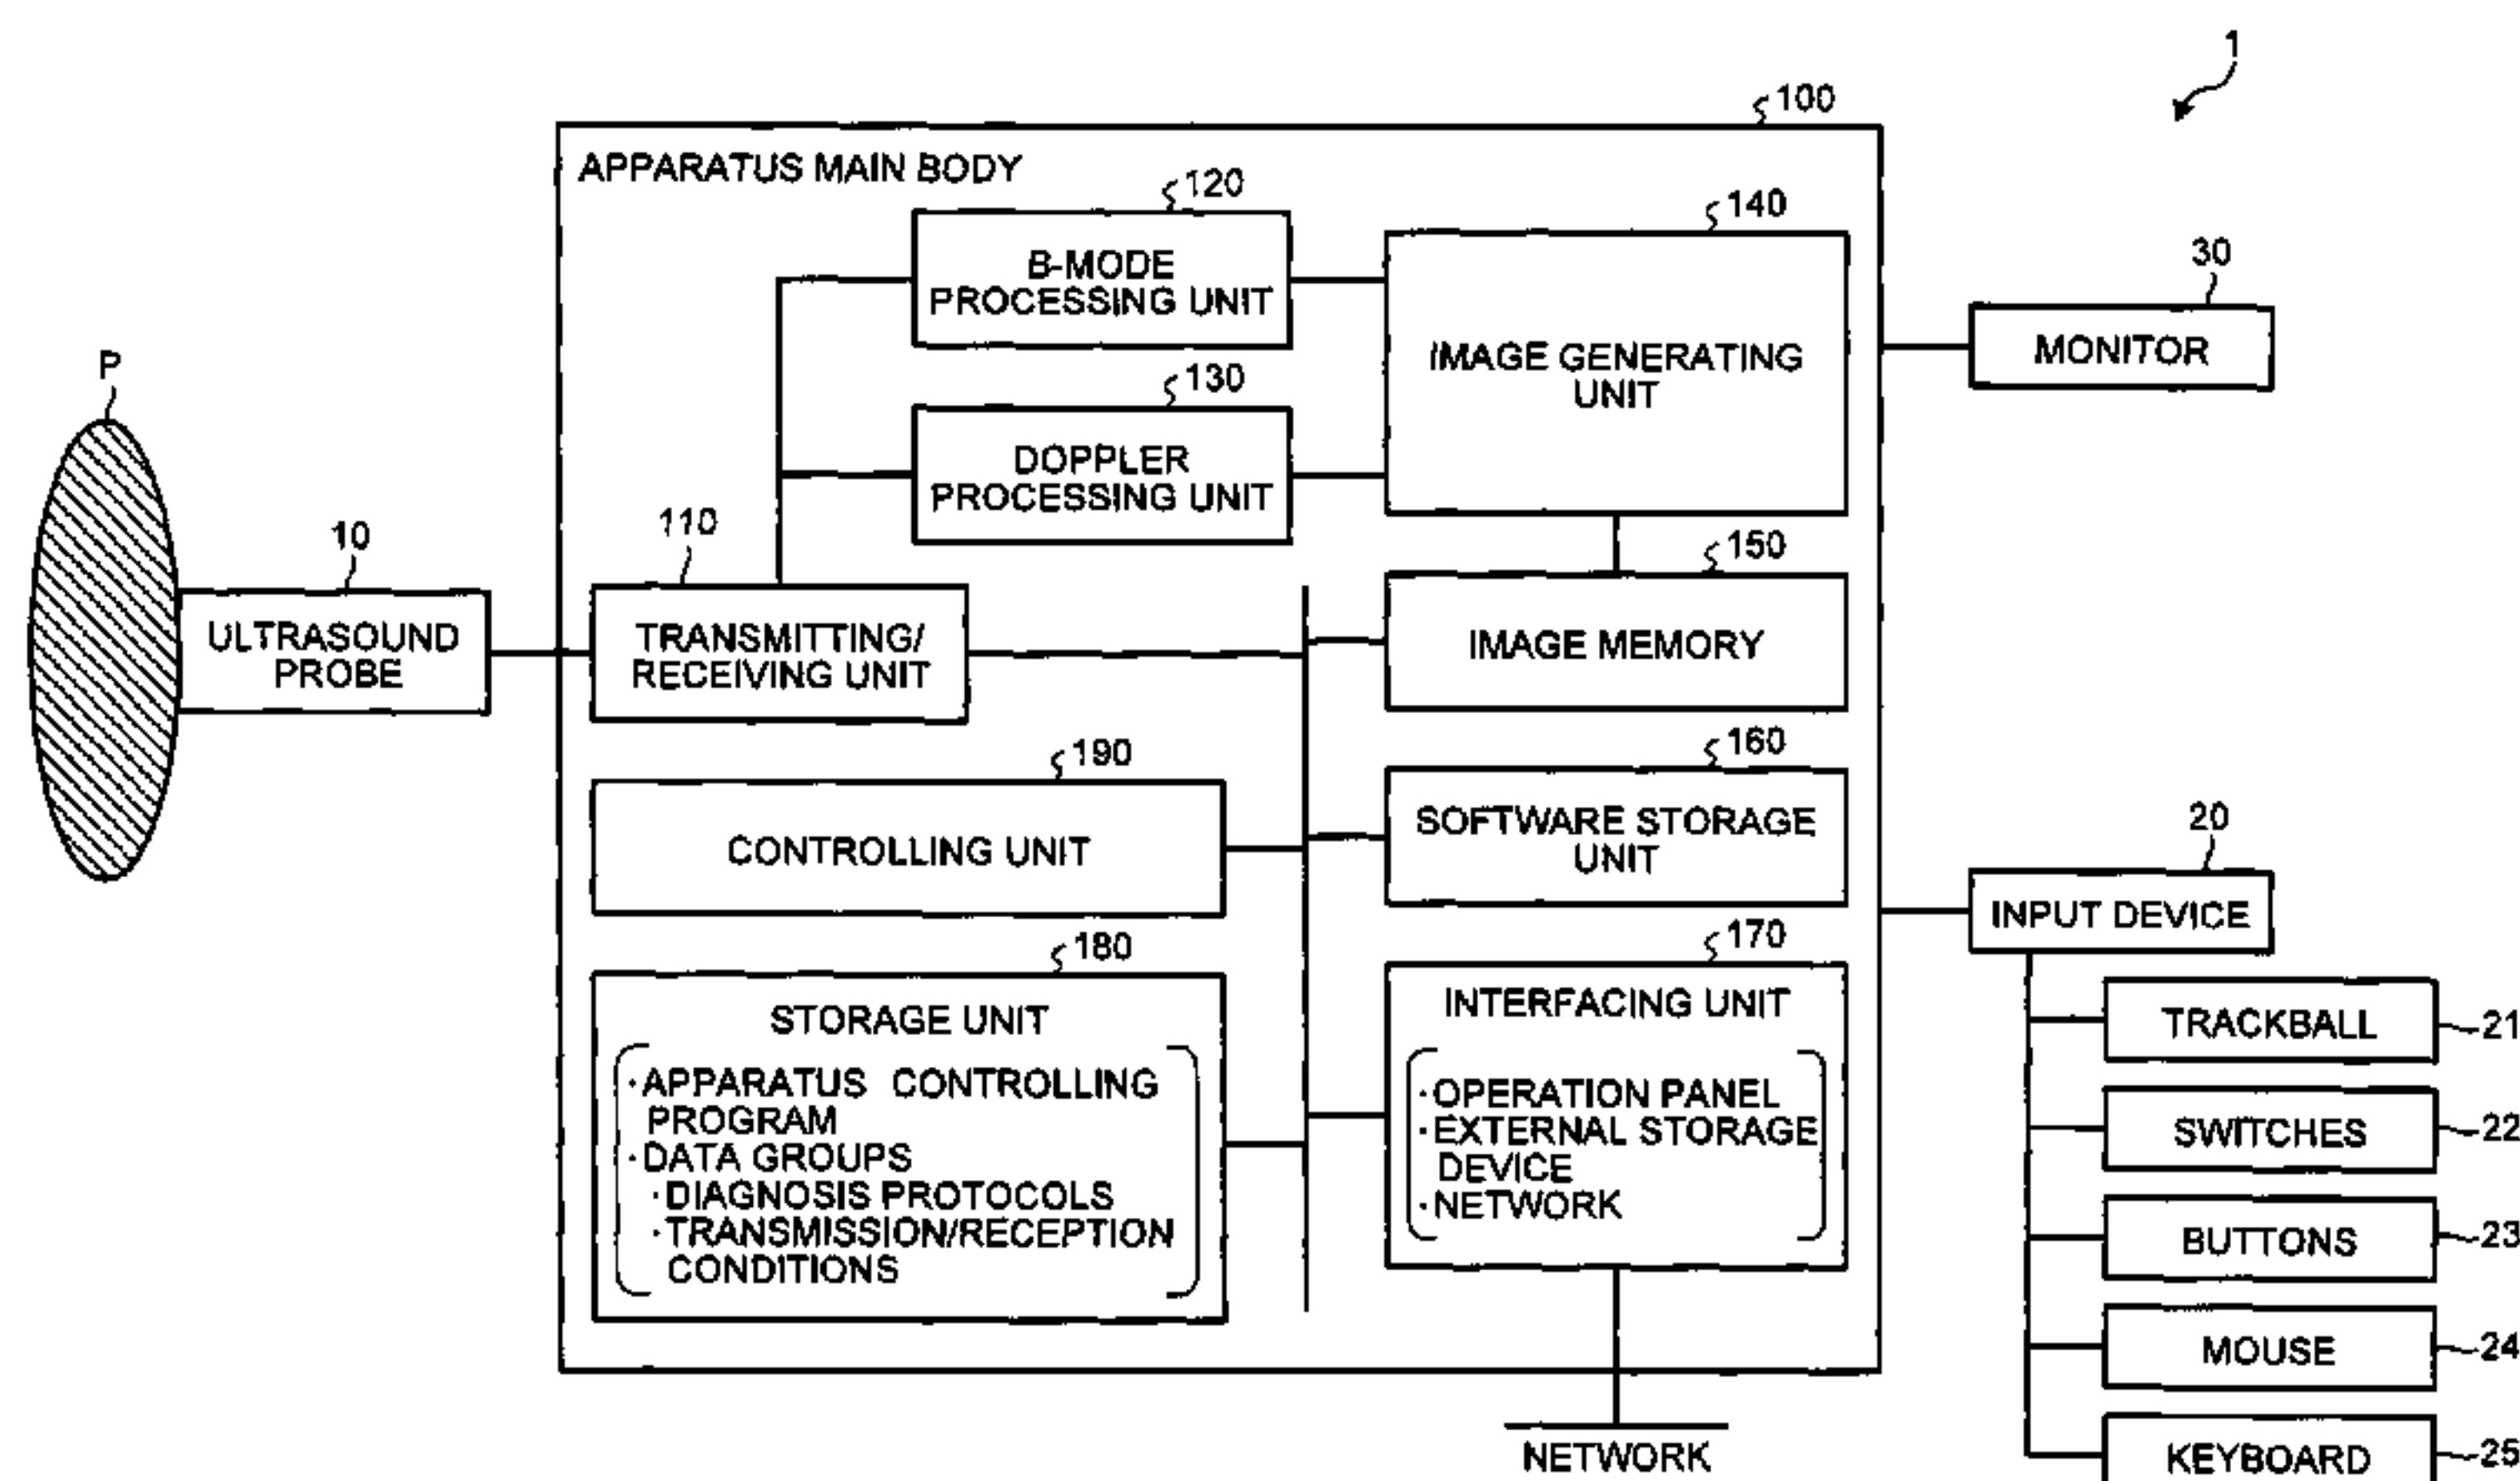 1
100
APPARATUS MAIN BODY
120
B-MODE
PROCESSING UNIT
140
IMAGE GENERATING
UNIT
30
MONITOR
P
130
DOPPLER
PROCESSING UNIT
10
ULTRASOUND
PROBE
110
TRANSMITTING/
RECEIVING UNIT
150
IMAGE MEMORY
190
CONTROLLING UNIT
160
SOFTWARE STORAGE
UNIT
20
INPUT DEVICE
180
STORAGE UNIT
·APPARATUS CONTROLLING
PROGRAM
·DATA GROUPS
·DIAGNOSIS PROTOCOLS
·TRANSMISSION/RECEPTION
CONDITIONS
170
INTERFACING UNIT
·OPERATION PANEL
·EXTERNAL STORAGE
DEVICE
·NETWORK
TRACKBALL
21
SWITCHES
22
BUTTONS
23
MOUSE
24
KEYBOARD
25
NETWORK